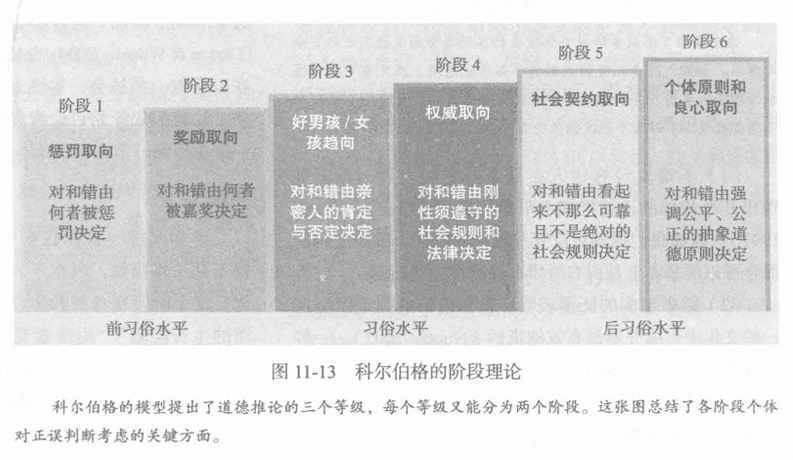 阶段 1
惩罚取向
对和错由
何者被惩
罚决定
阶段 2
奖励取向
对和错由何者
被嘉奖决定
阶段 3
好男孩 / 女
孩趋向
对和错由亲
密人的肯定
与否定决定
阶段 4
权威取向
对和错由刚
性须遵守的
社会规则和
法律决定
阶段 5
社会契约取向
对和错由看起
来不那么可靠
且不是绝对的
社会规则决定
阶段 6
个体原则和
良心取向
对和错由强
调公平、公
正的抽象道
德原则决定
前习俗水平
习俗水平
后习俗水平
图 11-13 科尔伯格的阶段理论
科尔伯格的模型提出了道德推论的三个等级，每个等级又能分为两个阶段。这张图总结了各阶段个体
对正误判断考虑的关键方面。